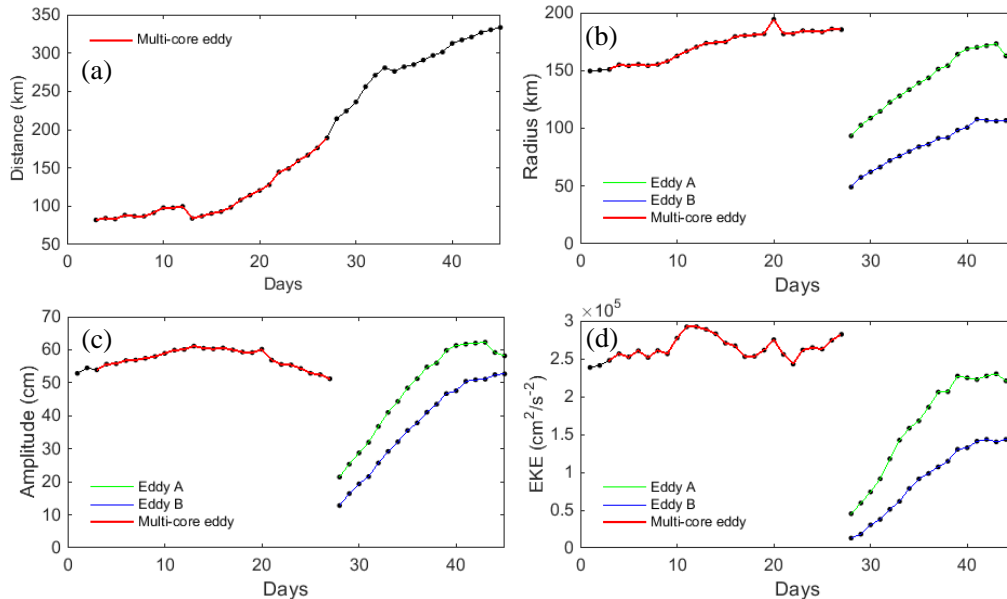 350
300
250
200
150
100
50
0 10 20 30 40
Distance (km)
Days
Multi-core eddy
(a)
200
150
100
50
0
0 10 20 30 40
Radius (km)
Days
(b)
Eddy A
Eddy B
Multi-core eddy
70
60
50
40
30
20
10
0
0 10 20 30 40
Amplitude (cm)
Days
(c)
Eddy A
Eddy B
Multi-core eddy
×10^5
3
2.5
2
1.5
1
0.5
0
0 10 20 30 40
EKE (cm^2/s^-2)
Days
(d)
Eddy A
Eddy B
Multi-core eddy